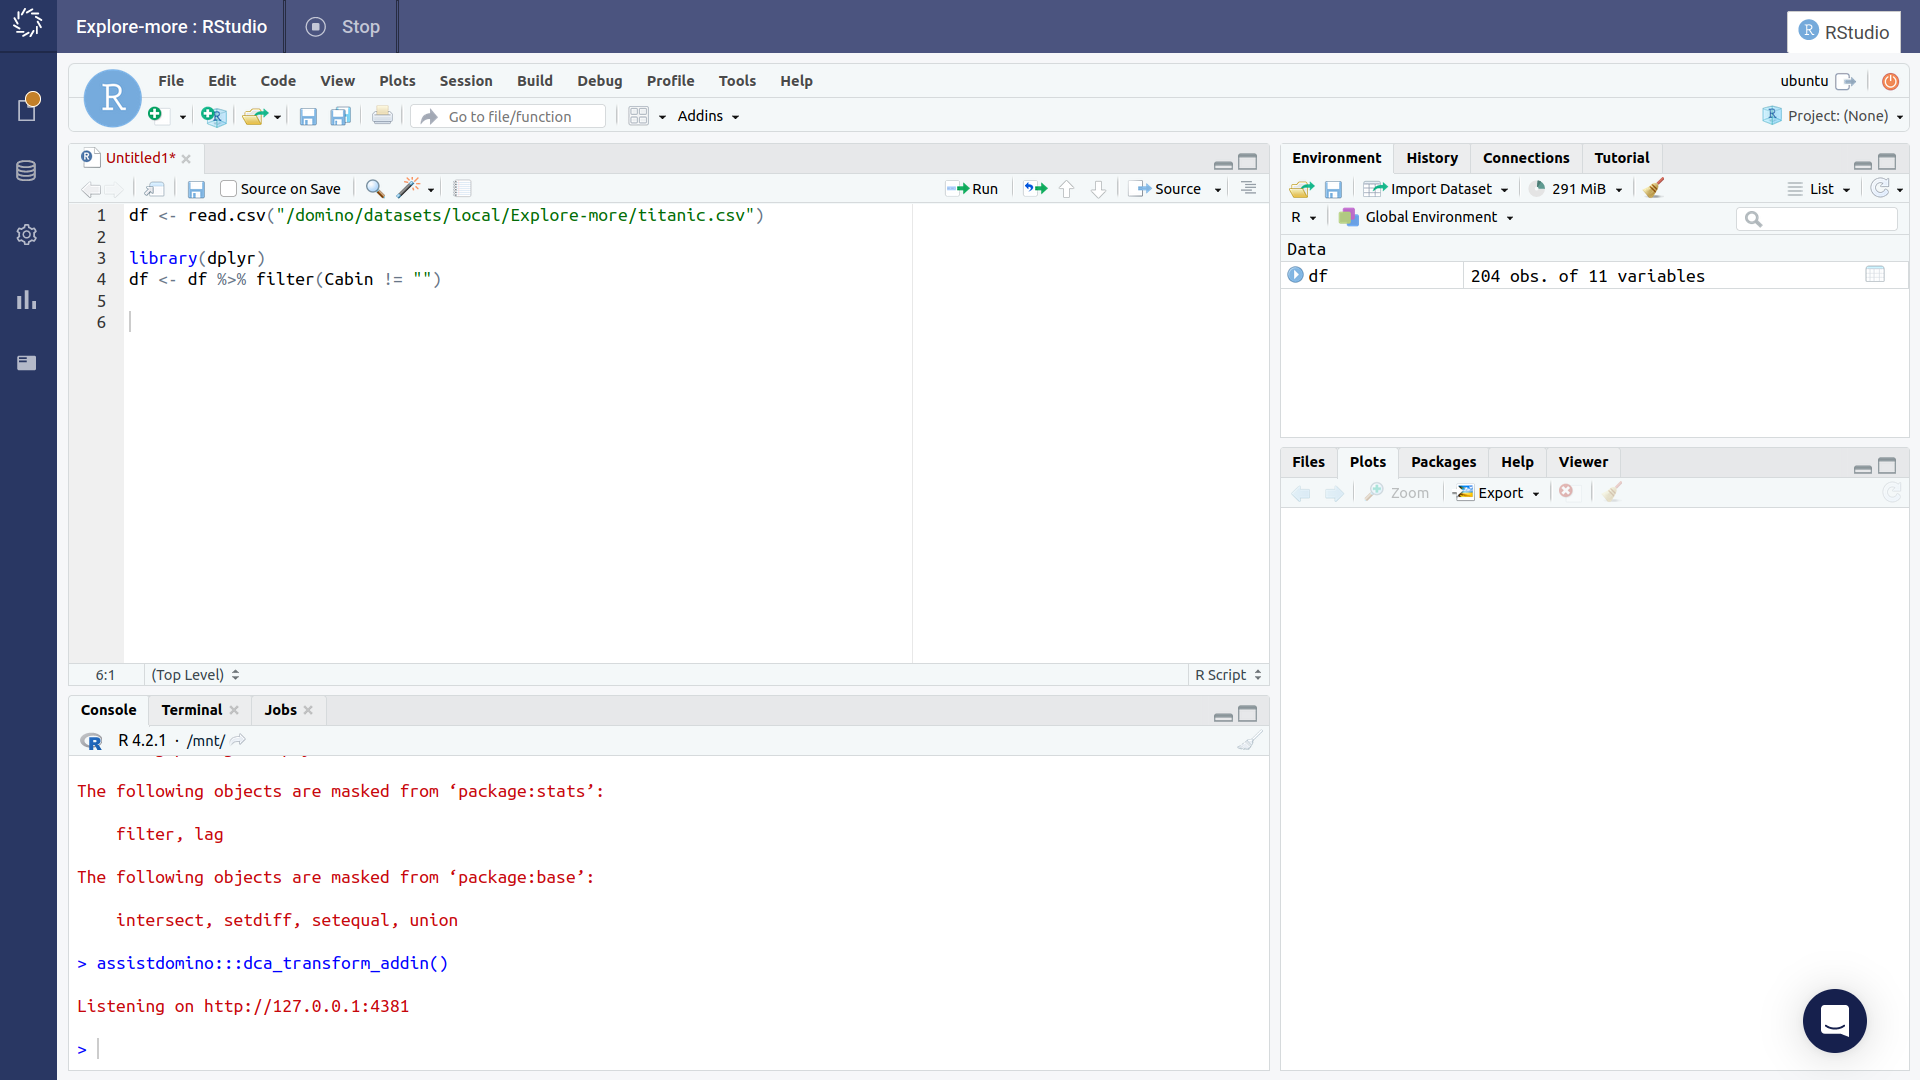 Explore-more : RStudio
Stop
RStudio
R
File Edit Code View Plots Session Build Debug Profile Tools Help
ubuntu
Go to file/function
Addins
Project: (None)
Untitled1*
Source on Save
Run
Source
1 df <- read.csv("/domino/datasets/local/Explore-more/titanic.csv")
2
3 library(dplyr)
4 df <- df %>% filter(Cabin != "")
5
6
6:1
(Top Level)
R Script
Console Terminal Jobs
R 4.2.1 · /mnt/
The following objects are masked from ‘package:stats’:
filter, lag
The following objects are masked from ‘package:base’:
intersect, setdiff, setequal, union
> assistdomino:::dca_transform_addin()
Listening on http://127.0.0.1:4381
>
Environment History Connections Tutorial
Import Dataset
291 MiB
List
R
Global Environment
Data
df
204 obs. of 11 variables
Files Plots Packages Help Viewer
Zoom
Export